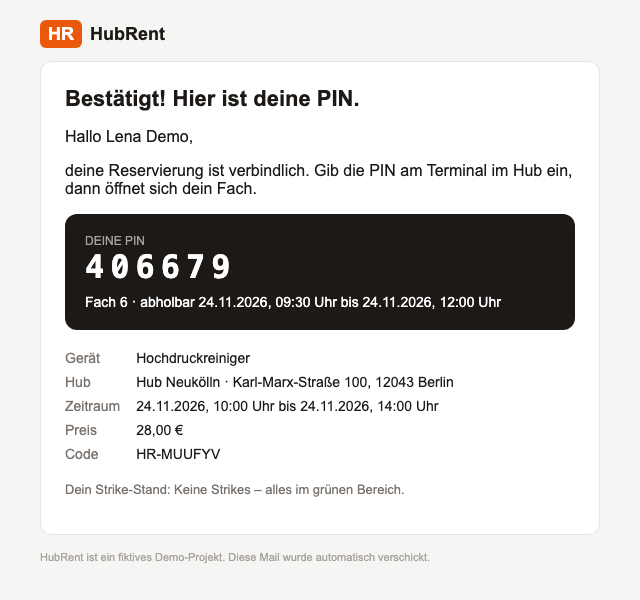 HR HubRent
Bestätigt! Hier ist deine PIN.
Hallo Lena Demo,
deine Reservierung ist verbindlich. Gib die PIN am Terminal im Hub ein,
dann öffnet sich dein Fach.
DEINE PIN
406679
Fach 6 · abholbar 24.11.2026, 09:30 Uhr bis 24.11.2026, 12:00 Uhr
Gerät Hochdruckreiniger
Hub Hub Neukölln · Karl-Marx-Straße 100, 12043 Berlin
Zeitraum 24.11.2026, 10:00 Uhr bis 24.11.2026, 14:00 Uhr
Preis 28,00 €
Code HR-MUUFYV
Dein Strike-Stand: Keine Strikes – alles im grünen Bereich.
HubRent ist ein fiktives Demo-Projekt. Diese Mail wurde automatisch verschickt.